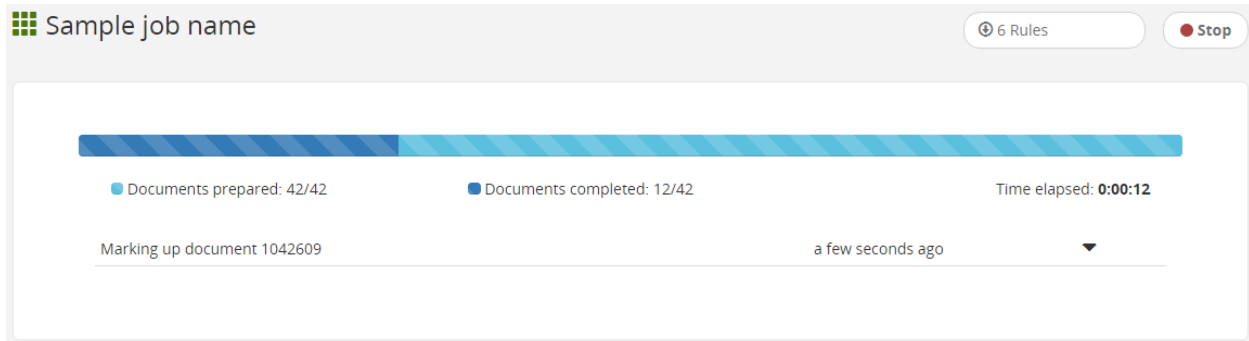 Sample job name
6 Rules
Stop
Documents prepared: 42/42
Documents completed: 12/42
Time elapsed: 0:00:12
Marking up document 1042609
a few seconds ago